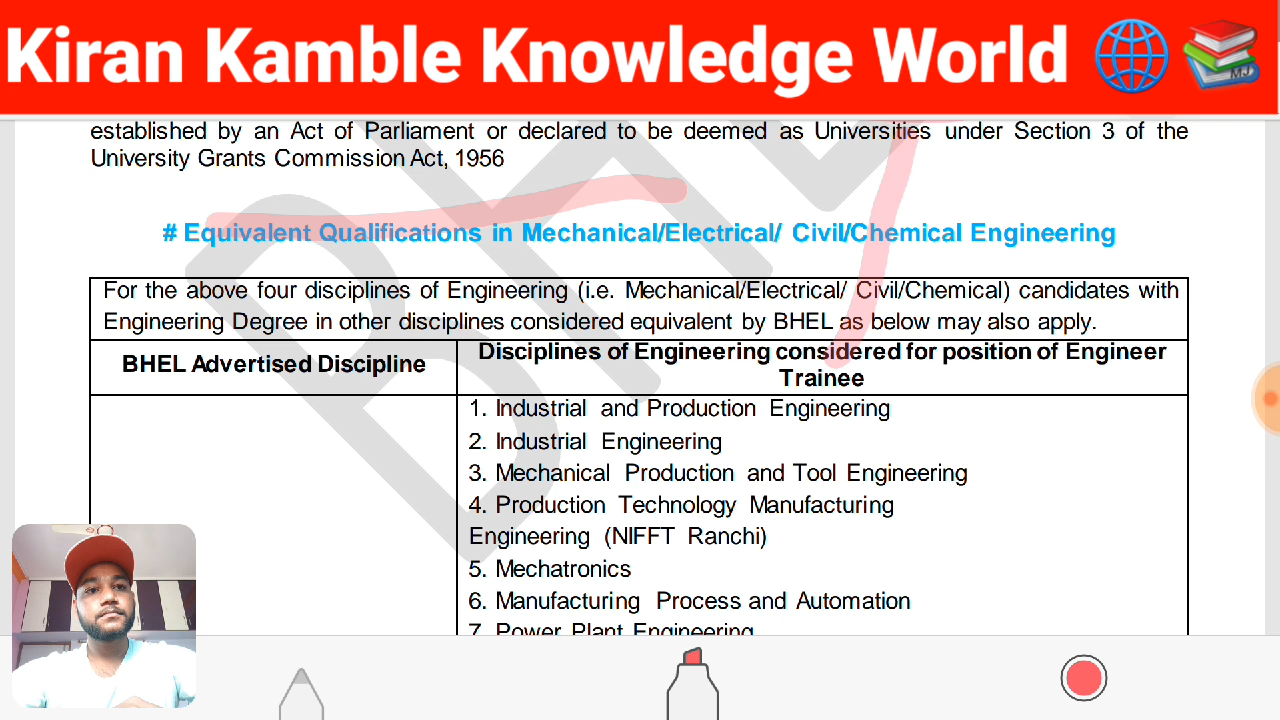 Kiran Kamble Knowledge World
MJ
established by an Act of Parliament or declared to be deemed as Universities under Section 3 of the
University Grants Commission Act, 1956
# Equivalent Qualifications in Mechanical/Electrical/ Civil/Chemical Engineering
For the above four disciplines of Engineering (i.e. Mechanical/Electrical/ Civil/Chemical) candidates with
Engineering Degree in other disciplines considered equivalent by BHEL as below may also apply.
BHEL Advertised Discipline
Disciplines of Engineering considered for position of Engineer
Trainee
1. Industrial and Production Engineering
2. Industrial Engineering
3. Mechanical Production and Tool Engineering
4. Production Technology Manufacturing
Engineering (NIFFT Ranchi)
5. Mechatronics
6. Manufacturing Process and Automation
7. Power Plant Engineering